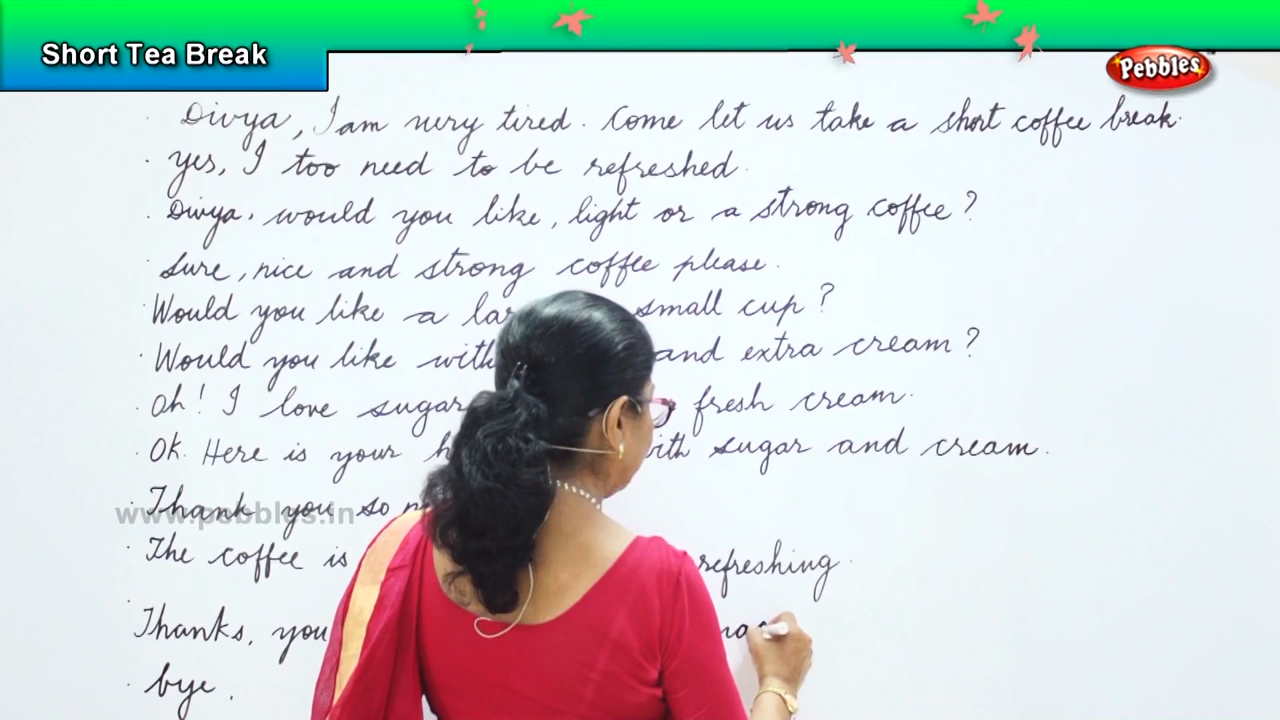 Short Tea Break
Pebbles
Divya, I am very tired. Come let us take a short coffee break.
yes, I too need to be refreshed.
Divya, would you like, light or a strong coffee?
Sure, nice and strong coffee please.
Would you like a small cup?
Would you like and extra cream?
Oh! I love sugar fresh cream.
Ok. Here is your with sugar and cream.
Thank you so
www.pebbles.in
The coffee is refreshing
Thanks, you
bye.